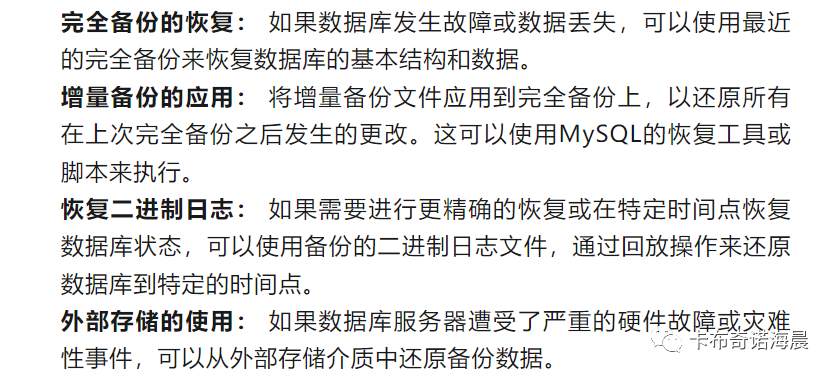 完全备份的恢复： 如果数据库发生故障或数据丢失，可以使用最近
的完全备份来恢复数据库的基本结构和数据。
增量备份的应用： 将增量备份文件应用到完全备份上，以还原所有
在上次完全备份之后发生的更改。这可以使用MySQL的恢复工具或
脚本来执行。
恢复二进制日志： 如果需要进行更精确的恢复或在特定时间点恢复
数据库状态，可以使用备份的二进制日志文件，通过回放操作来还原
数据库到特定的时间点。
外部存储的使用： 如果数据库服务器遭受了严重的硬件故障或灾难
性事件，可以从外部存储介质中还原备份数据。
卡布奇诺海晨